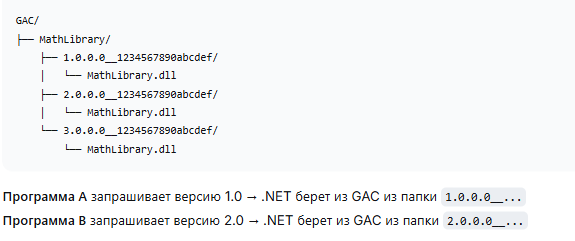 GAC/
├── MathLibrary/
    ├── 1.0.0.0__1234567890abcdef/
    │   └── MathLibrary.dll
    ├── 2.0.0.0__1234567890abcdef/
    │   └── MathLibrary.dll
    └── 3.0.0.0__1234567890abcdef/
        └── MathLibrary.dll
Программа A запрашивает версию 1.0 → .NET берет из GAC из папки 1.0.0.0__...
Программа B запрашивает версию 2.0 → .NET берет из GAC из папки 2.0.0.0__...